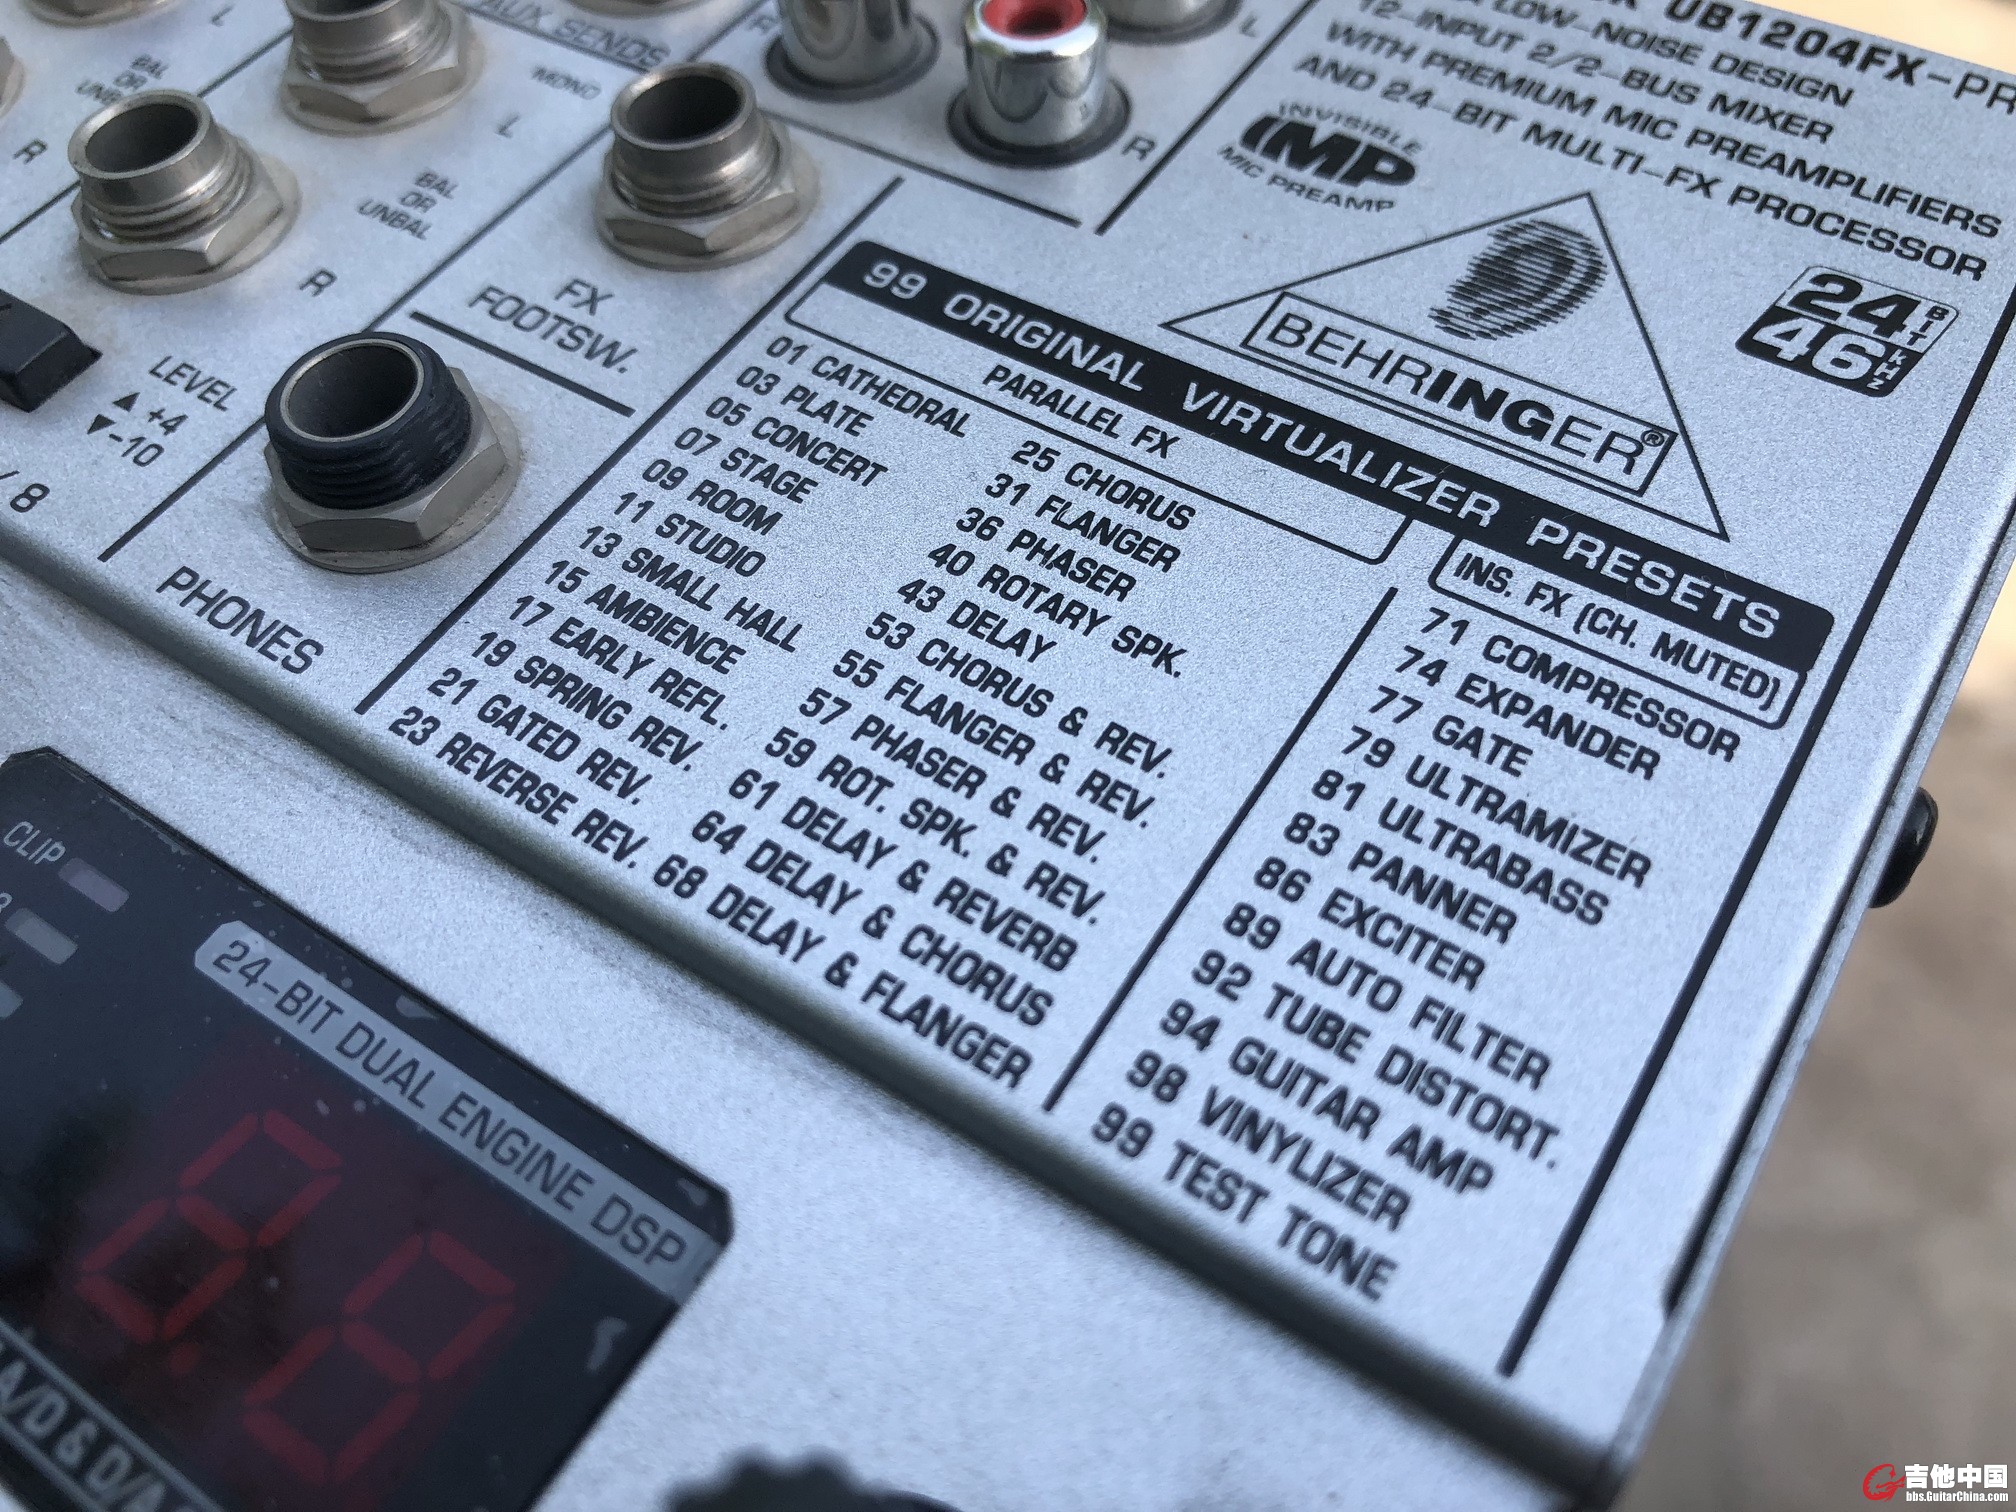 UB1204FX-PR
LOW-NOISE DESIGN
12-INPUT 2/2-BUS MIXER
WITH PREMIUM MIC PREAMPLIFIERS
AND 24-BIT MULTI-FX PROCESSOR
INVISIBLE
IMP
MIC PREAMP
BEHRINGER®
24 BIT
46 kHz
AUX SENDS
MONO
L
R
L
R
L
R
R
BAL
OR
UNBAL
BAL
OR
UNBAL
FX
FOOTSW.
LEVEL
▲ +4
▼ -10
/8
PHONES
99 ORIGINAL VIRTUALIZER PRESETS
PARALLEL FX
01 CATHEDRAL
03 PLATE
05 CONCERT
07 STAGE
09 ROOM
11 STUDIO
13 SMALL HALL
15 AMBIENCE
17 EARLY REFL.
19 SPRING REV.
21 GATED REV.
23 REVERSE REV.
25 CHORUS
31 FLANGER
36 PHASER
40 ROTARY SPK.
43 DELAY
53 CHORUS & REV.
55 FLANGER & REV.
57 PHASER & REV.
59 ROT. SPK. & REV.
61 DELAY & REVERB
64 DELAY & CHORUS
68 DELAY & FLANGER
INS. FX (CH. MUTED)
71 COMPRESSOR
74 EXPANDER
77 GATE
79 ULTRAMIZER
81 ULTRABASS
83 PANNER
86 EXCITER
89 AUTO FILTER
92 TUBE DISTORT.
94 GUITAR AMP
98 VINYLIZER
99 TEST TONE
CLIP
24-BIT DUAL ENGINE DSP
8.8
A/D & D/A
吉他中国
bbs.GuitarChina.com